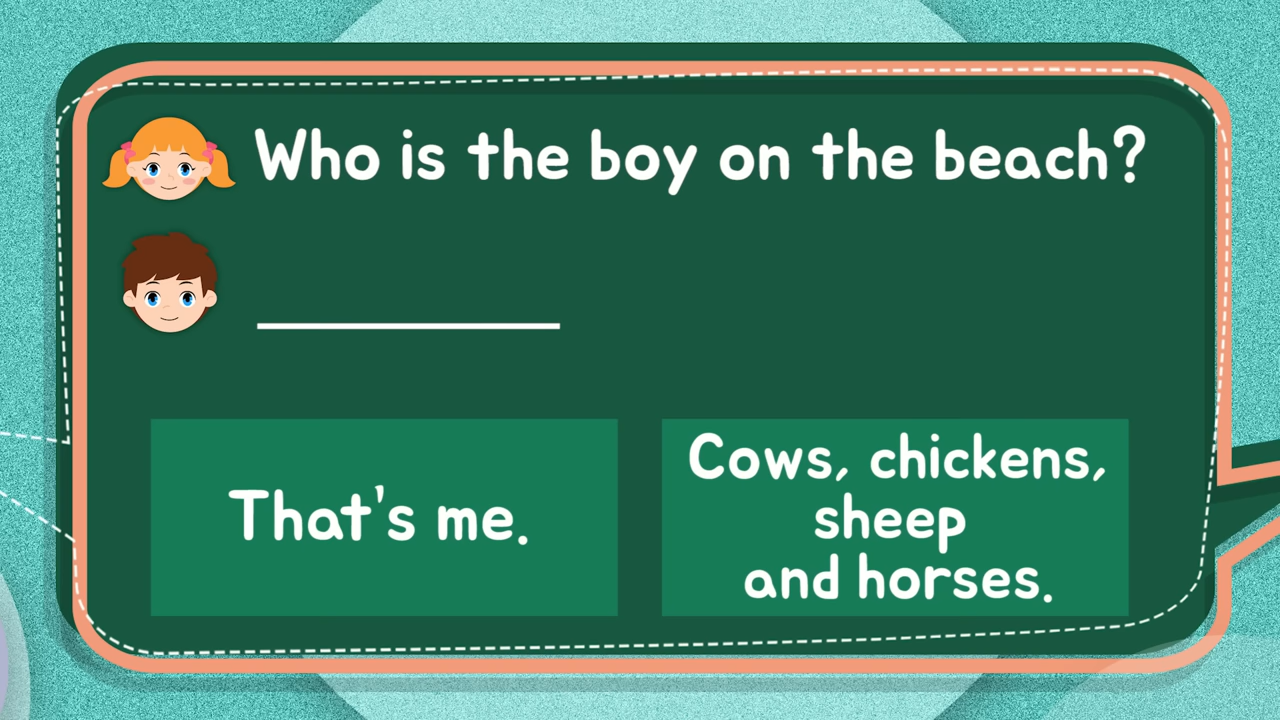 Who is the boy on the beach?
That's me.
Cows, chickens,
sheep
and horses.